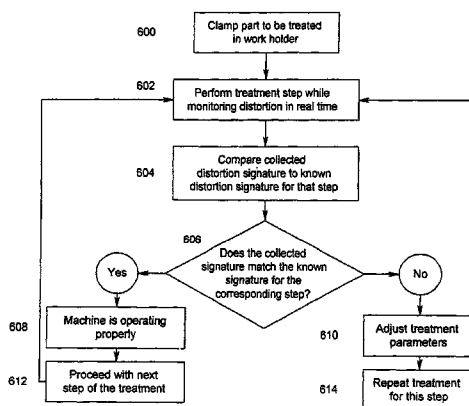 600
Clamp part to be treated
in work holder
602
Perform treatment step while
monitoring distortion in real time
604
Compare collected
distortion signature to known
distortion signature for that step
606
Does the collected
signature match the known
signature for the
corresponding step?
Yes
No
608
Machine is operating
properly
610
Adjust treatment
parameters
612
Proceed with next
step of the treatment
614
Repeat treatment
for this step